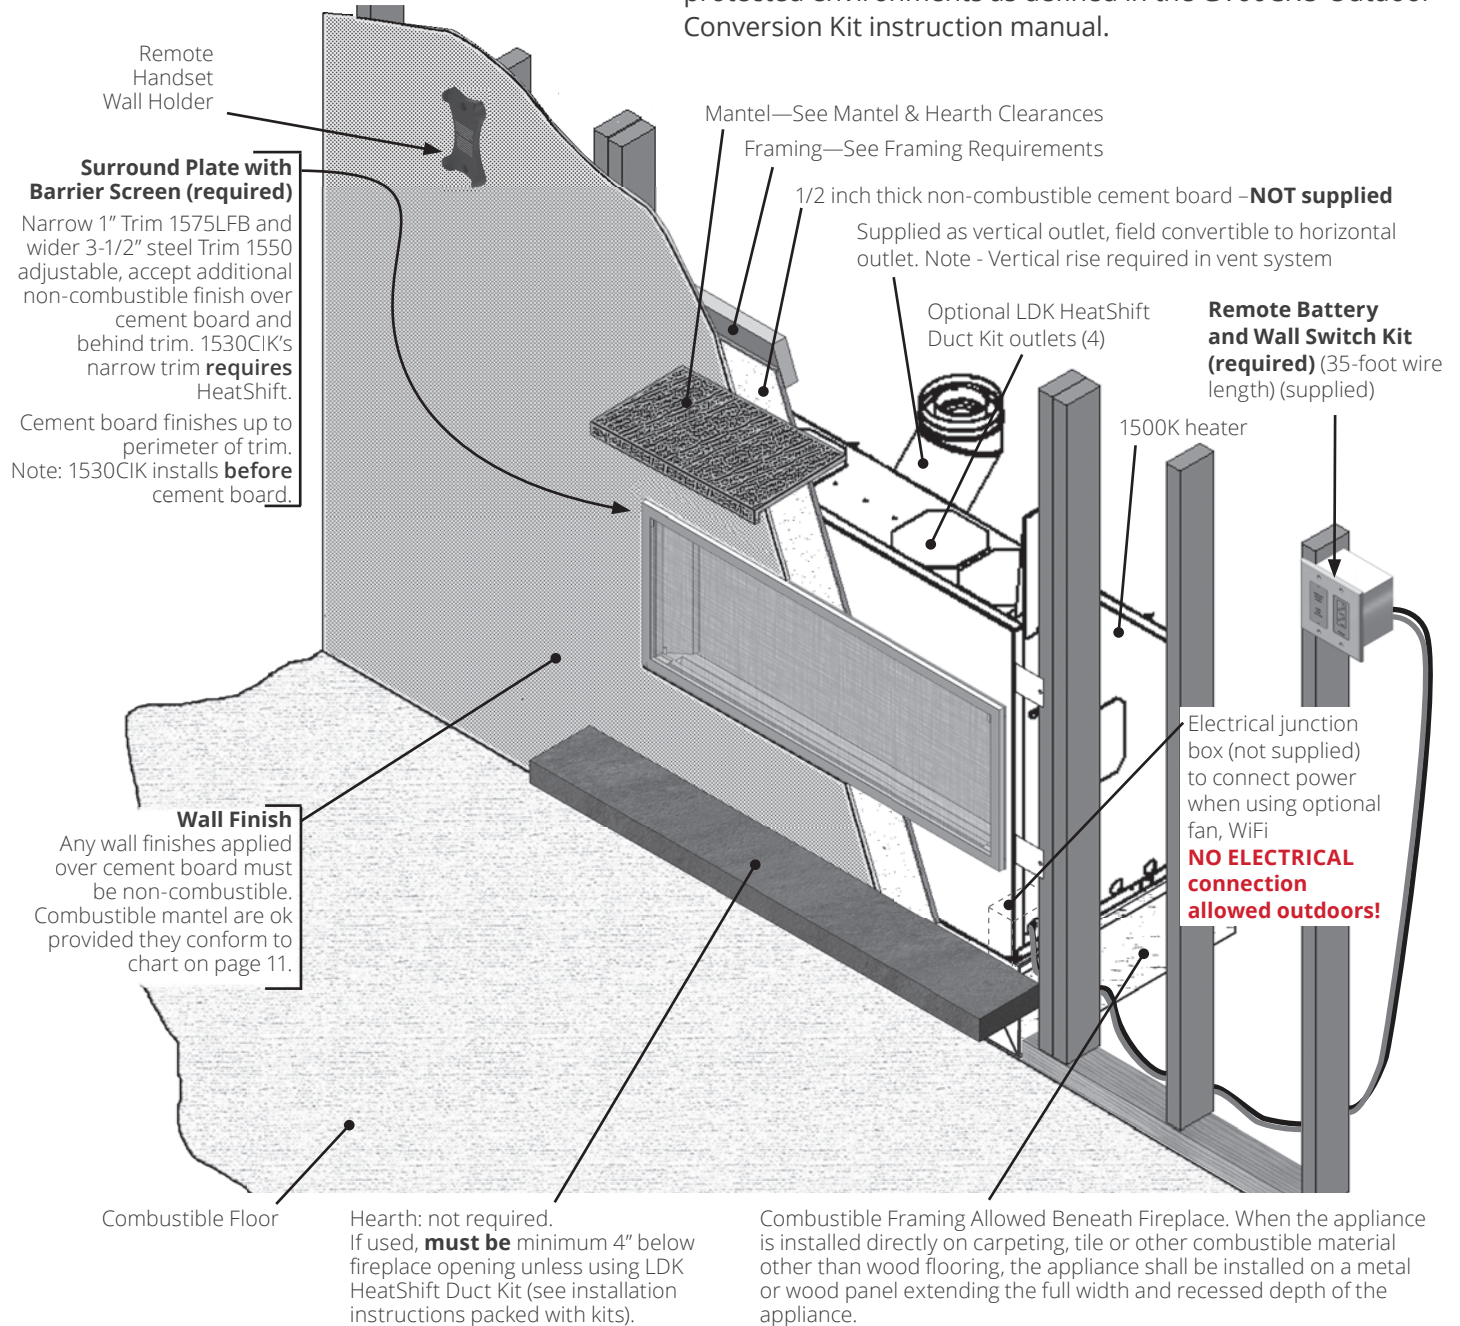 Conversion Kit instruction manual.
Remote
Handset
Wall Holder
Mantel—See Mantel & Hearth Clearances
Framing—See Framing Requirements
1/2 inch thick non-combustible cement board –NOT supplied
Supplied as vertical outlet, field convertible to horizontal
outlet. Note - Vertical rise required in vent system
Surround Plate with
Barrier Screen (required)
Narrow 1” Trim 1575LFB and
wider 3-1/2” steel Trim 1550
adjustable, accept additional
non-combustible finish over
cement board and
behind trim. 1530CIK’s
narrow trim requires
HeatShift.
Cement board finishes up to
perimeter of trim.
Note: 1530CIK installs before
cement board.
Optional LDK HeatShift
Duct Kit outlets (4)
Remote Battery
and Wall Switch Kit
(required) (35-foot wire
length) (supplied)
1500K heater
Electrical junction
box (not supplied)
to connect power
when using optional
fan, WiFi
NO ELECTRICAL
connection
allowed outdoors!
Wall Finish
Any wall finishes applied
over cement board must
be non-combustible.
Combustible mantel are ok
provided they conform to
chart on page 11.
Combustible Floor
Hearth: not required.
If used, must be minimum 4” below
fireplace opening unless using LDK
HeatShift Duct Kit (see installation
instructions packed with kits).
Combustible Framing Allowed Beneath Fireplace. When the appliance
is installed directly on carpeting, tile or other combustible material
other than wood flooring, the appliance shall be installed on a metal
or wood panel extending the full width and recessed depth of the
appliance.